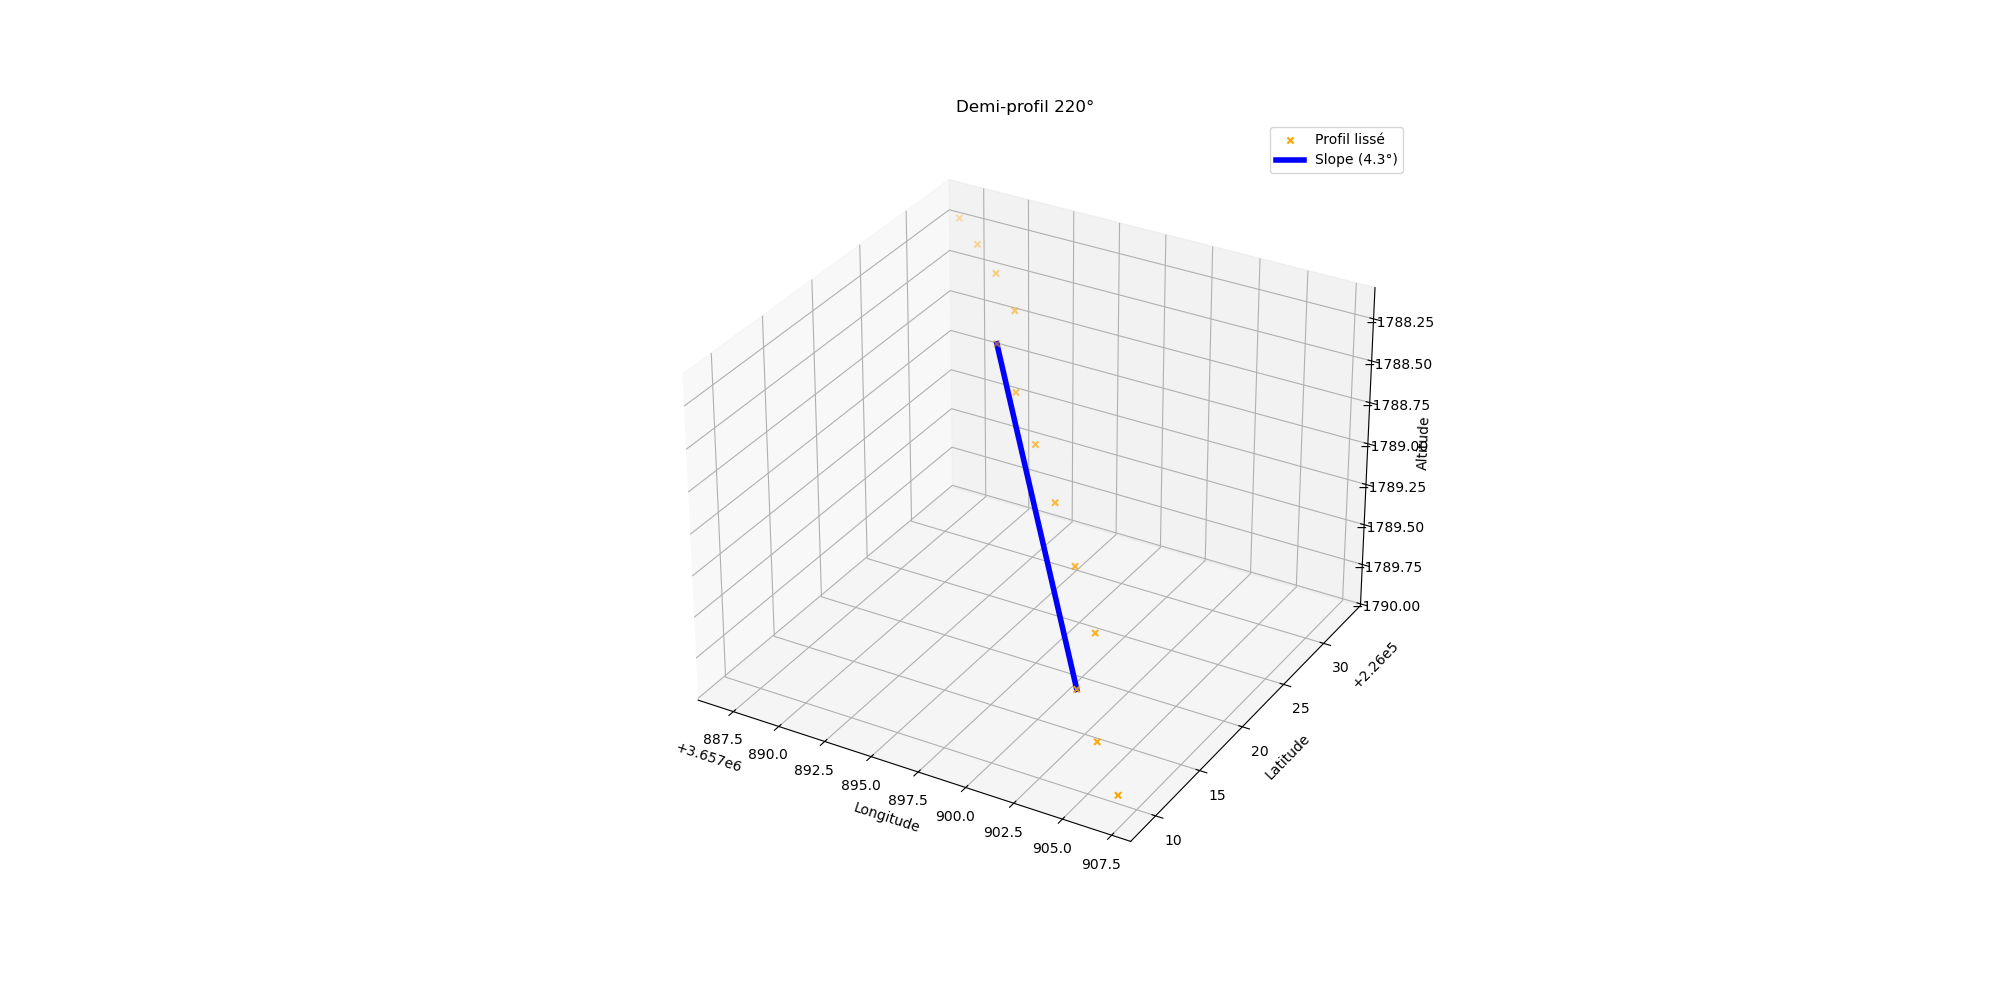 Demi-profil 220°
Profil lissé
Slope (4.3°)
−1788.25
−1788.50
−1788.75
−1789.00
−1789.25
−1789.50
−1789.75
−1790.00
Altitude
30
25
20
15
10
+2.26e5
Latitude
887.5
890.0
892.5
895.0
897.5
900.0
902.5
905.0
907.5
+3.657e6
Longitude